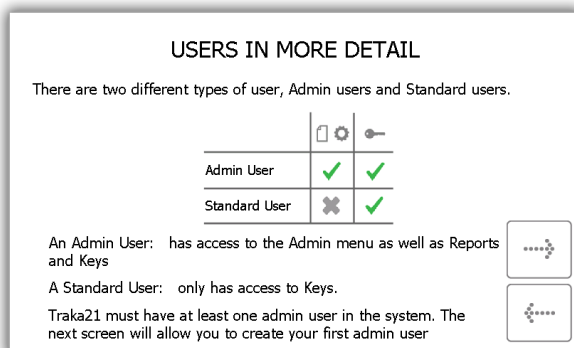 USERS IN MORE DETAIL
There are two different types of user, Admin users and Standard users.
Admin User
Standard User
An Admin User: has access to the Admin menu as well as Reports
and Keys
A Standard User: only has access to Keys.
Traka21 must have at least one admin user in the system. The
next screen will allow you to create your first admin user